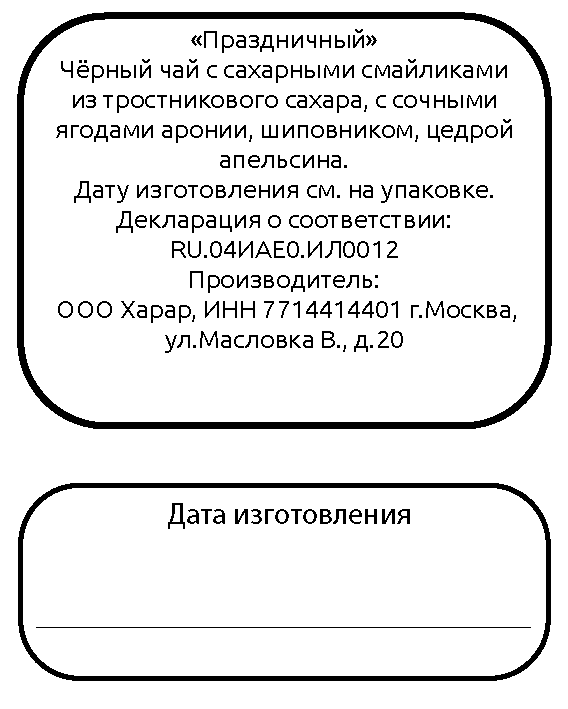 «Праздничный»
Чёрный чай с сахарными смайликами
из тростникового сахара, с сочными
ягодами аронии, шиповником, цедрой
апельсина.
Дату изготовления см. на упаковке.
Декларация о соответствии:
RU.04ИАЕ0.ИЛ0012
Производитель:
ООО Харар, ИНН 7714414401 г.Москва,
ул.Масловка В., д.20
Дата изготовления